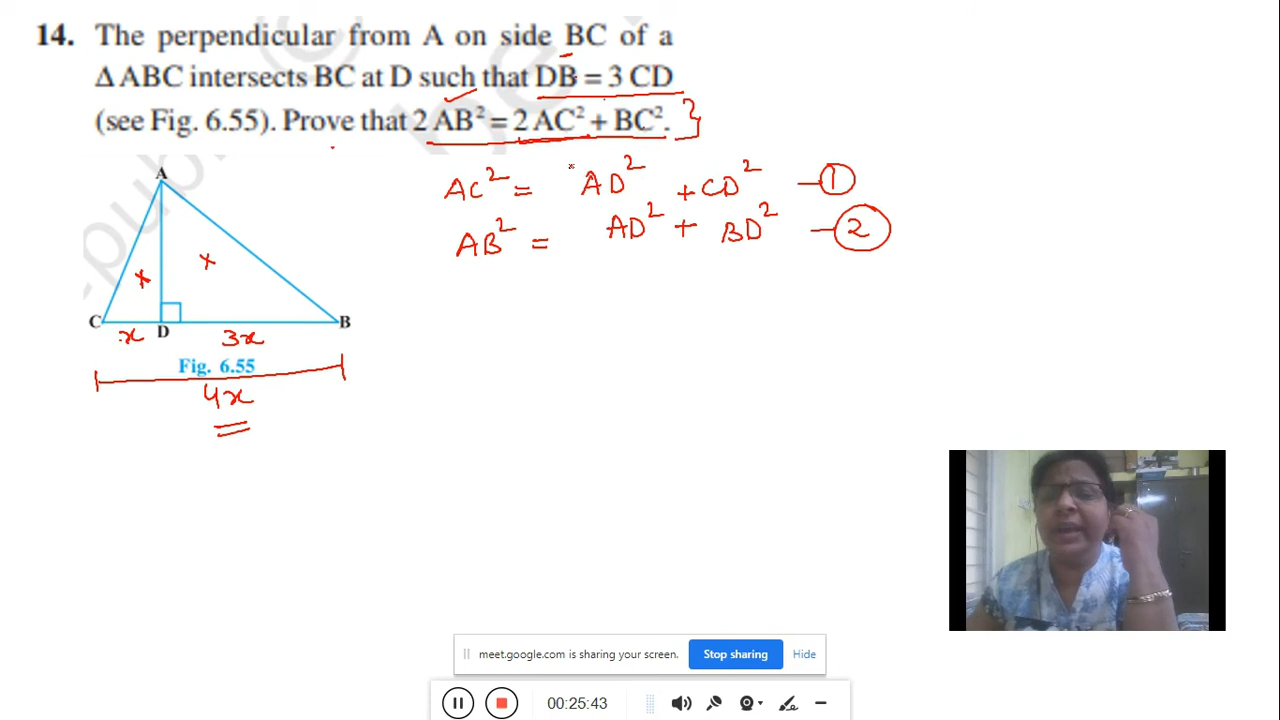 14. The perpendicular from A on side BC of a
Δ ABC intersects BC at D such that DB = 3 CD
(see Fig. 6.55). Prove that 2 AB² = 2 AC² + BC².
AC² = AD² + CD² —①
AB² = AD² + BD² —②
A
x x
C D B
x 3x
Fig. 6.55
4x
meet.google.com is sharing your screen. Stop sharing Hide
00:25:43